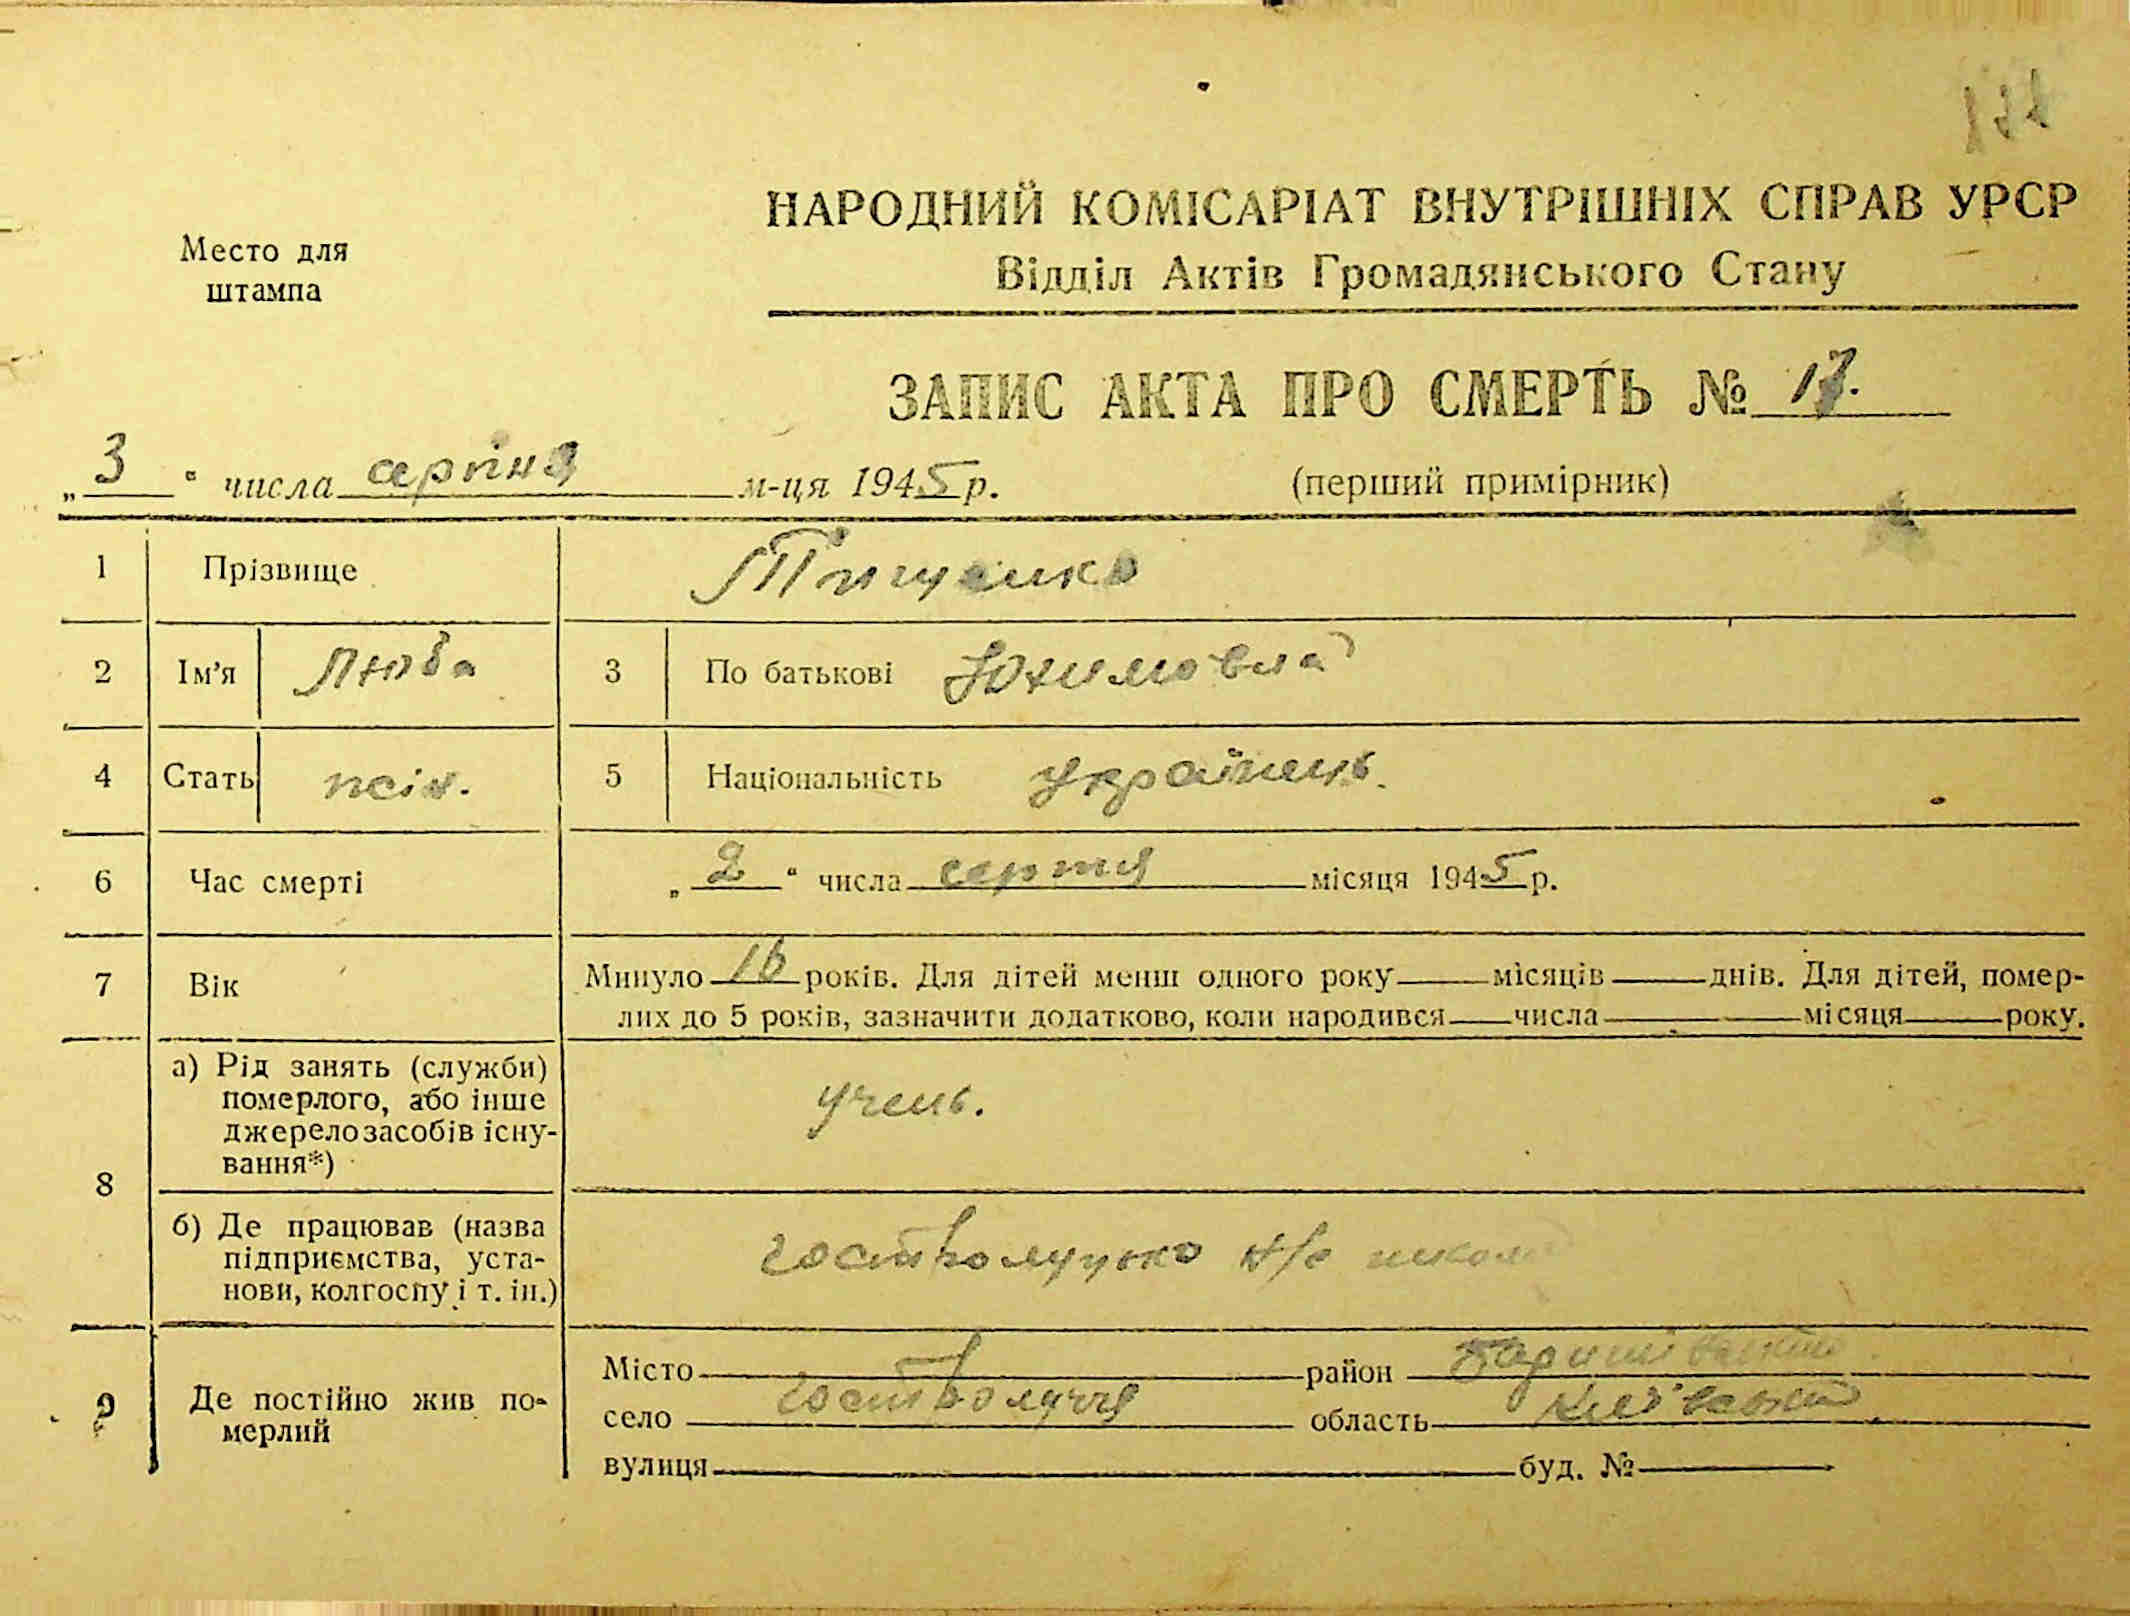 Место для
штампа
НАРОДНИЙ КОМІСАРІАТ ВНУТРІШНІХ СПРАВ УРСР
Відділ Актів Громадянського Стану
ЗАПИС АКТА ПРО СМЕРТЬ № 17.
„3" числа серпня м-ця 1945 р. (перший примірник)
1 Прізвище Тищенко
2 Ім'я Люба 3 По батькові Юхимовна
4 Стать жін. 5 Національність українець.
6 Час смерті „2" числа серпня місяця 1945 р.
7 Вік Минуло 16 років. Для дітей менш одного року місяців днів. Для дітей, помер-
лих до 5 років, зазначити додатково, коли народився числа місяця року.
8 а) Рід занять (служби)
померлого, або інше
джерело засобів існу-
вання*) учень.
б) Де працював (назва
підприємства, уста-
нови, колгоспу і т. ін.) школа
9 Де постійно жив по-
мерлий
Місто район Баришівський
село Гостролуччя область Київський
вулиця буд. №